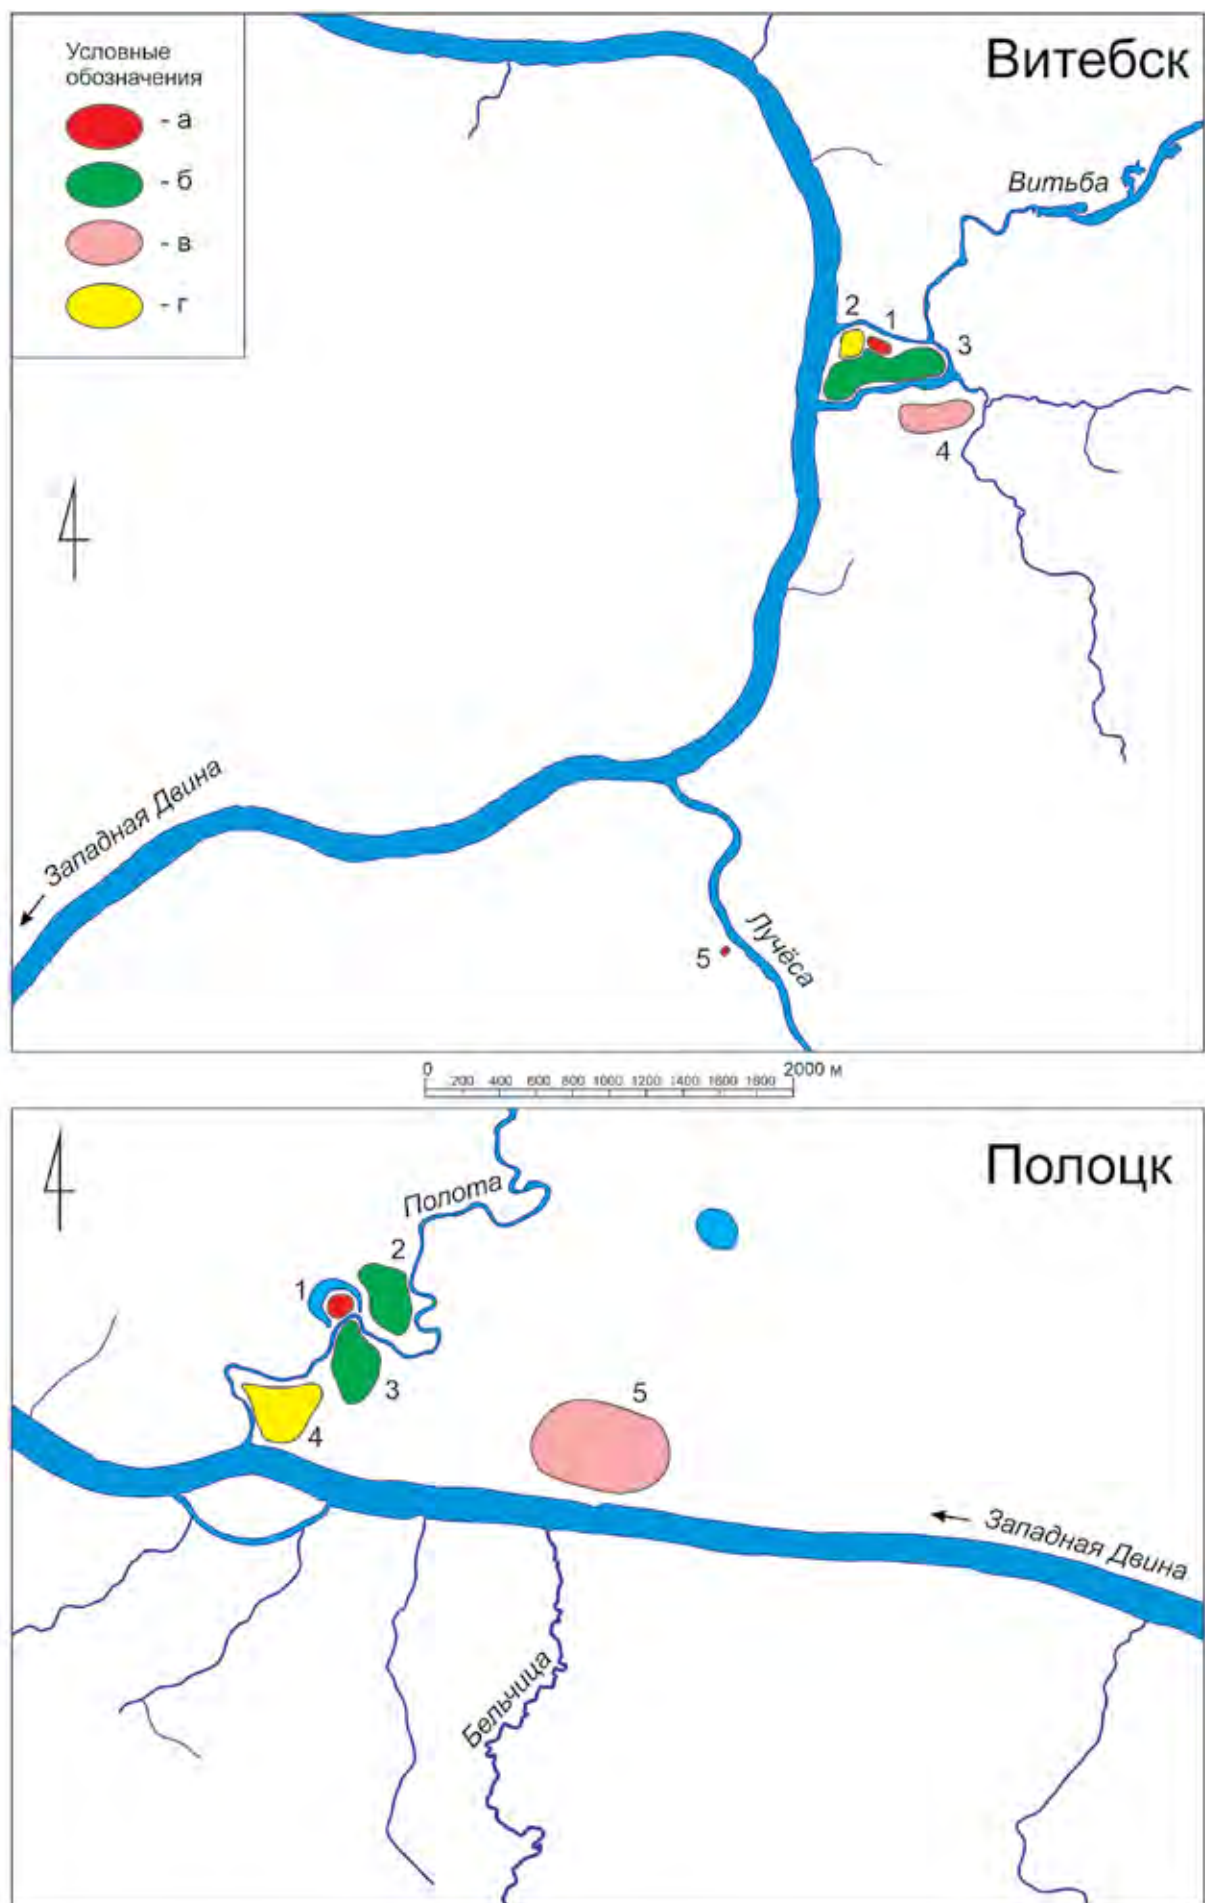 Условные
обозначения
- а
- б
- в
- г
Витебск
Витьба
2
1
3
4
Западная Двина
5
Лучёса
0
200 400 600 800 1000 1200 1400 1600 1800
2000 м
Полоцк
Полота
2
1
3
4
5
Западная Двина
Бельчица